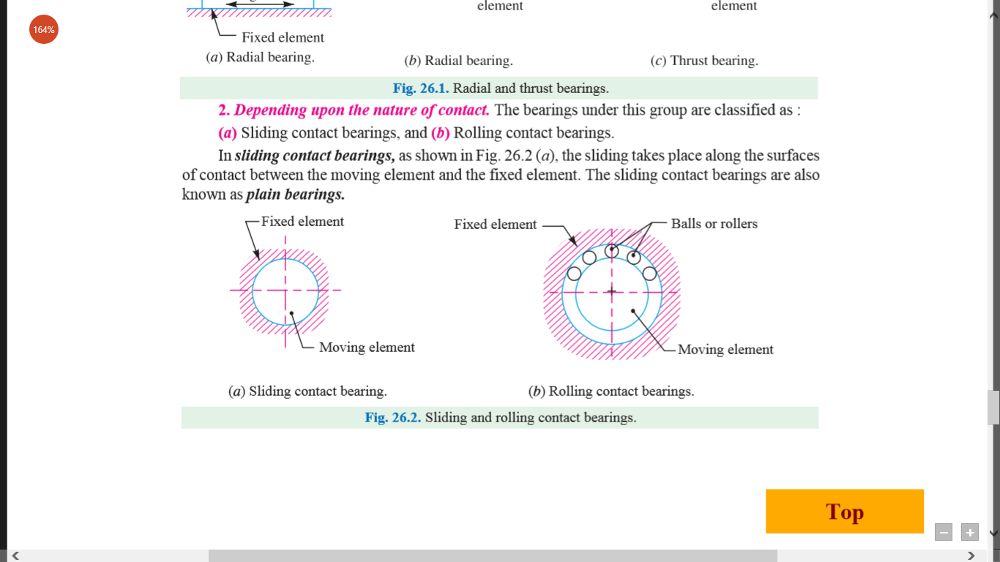 164%
element
element
Fixed element
(a) Radial bearing.
(b) Radial bearing.
(c) Thrust bearing.
Fig. 26.1. Radial and thrust bearings.
2. Depending upon the nature of contact. The bearings under this group are classified as :
(a) Sliding contact bearings, and (b) Rolling contact bearings.
In sliding contact bearings, as shown in Fig. 26.2 (a), the sliding takes place along the surfaces
of contact between the moving element and the fixed element. The sliding contact bearings are also
known as plain bearings.
Fixed element
Moving element
Fixed element
Balls or rollers
Moving element
(a) Sliding contact bearing.
(b) Rolling contact bearings.
Fig. 26.2. Sliding and rolling contact bearings.
Top